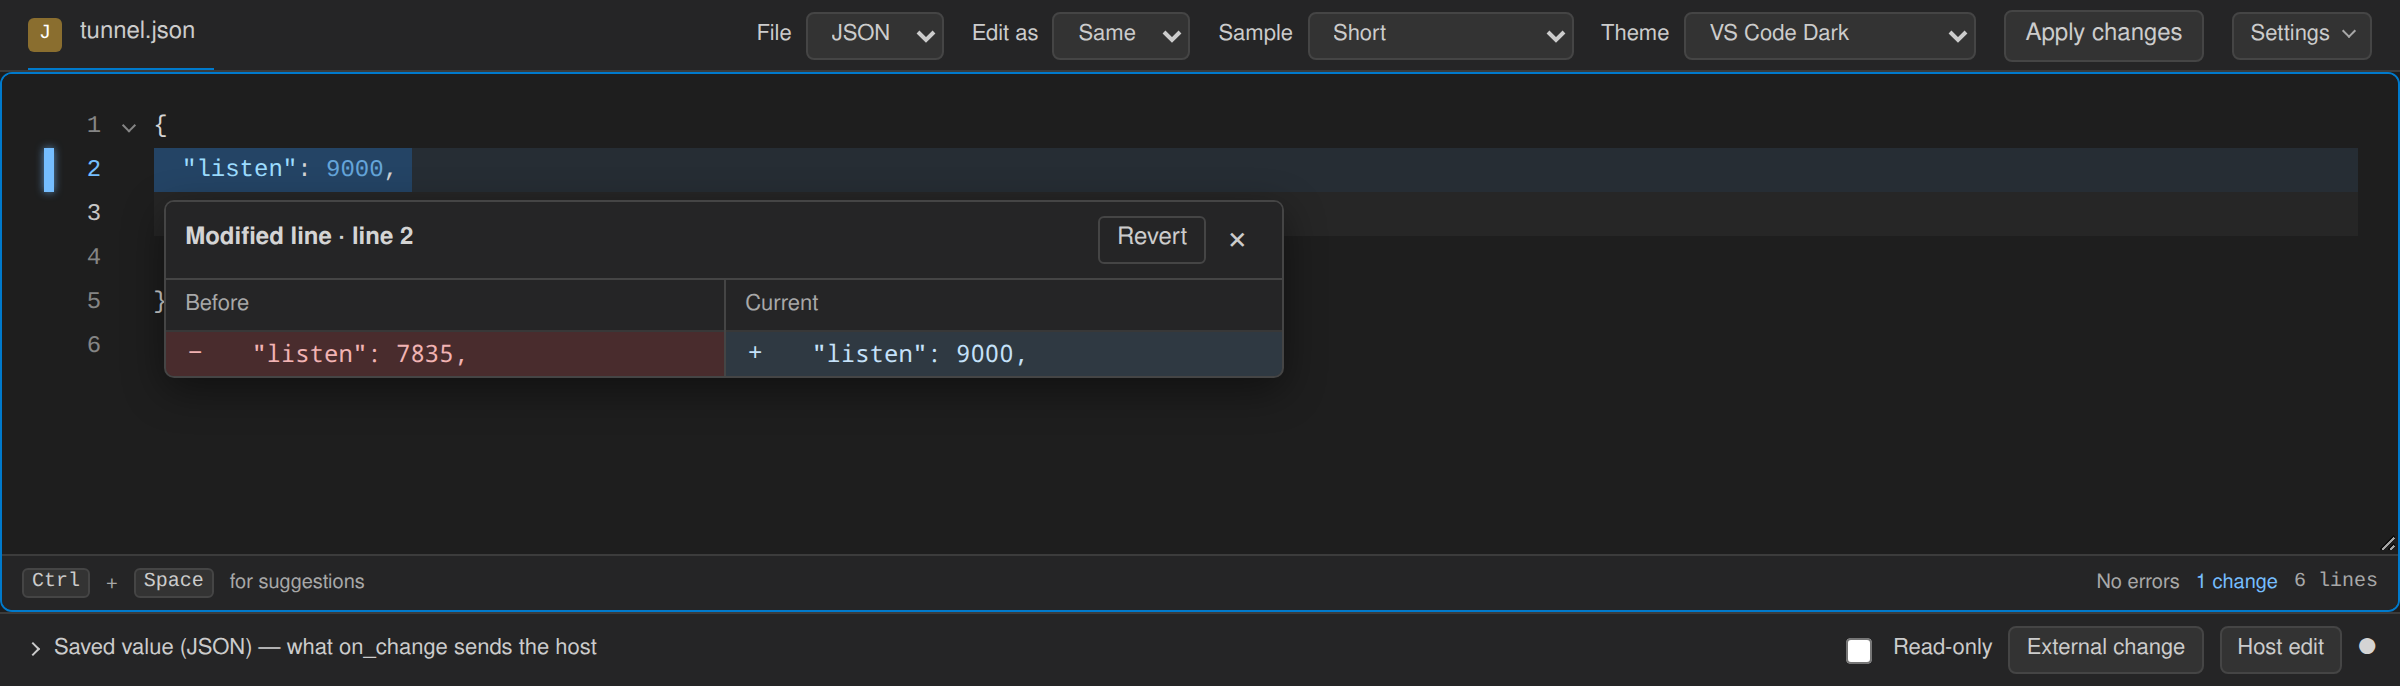 J tunnel.json File JSON Edit as Same Sample Short Theme VS Code Dark Apply changes Settings
1 {
2 "listen": 9000,
3
Modified line · line 2 Revert ×
4
5 } Before Current
6 − "listen": 7835, + "listen": 9000,
Ctrl + Space for suggestions No errors 1 change 6 lines
Saved value (JSON) — what on_change sends the host Read-only External change Host edit